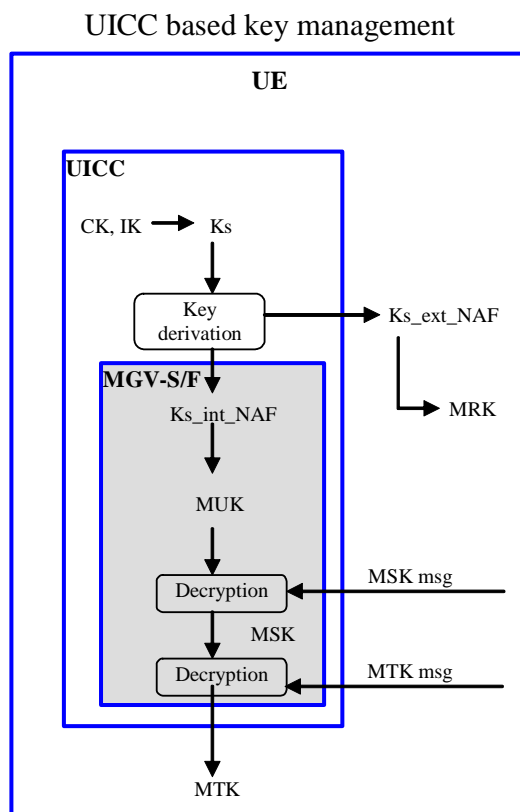 UICC based key management
UE
UICC
CK, IK
Ks
Key
derivation
Ks_ext_NAF
MGV-S/F
Ks_int_NAF
MRK
MUK
Decryption
MSK msg
MSK
Decryption
MTK msg
MTK